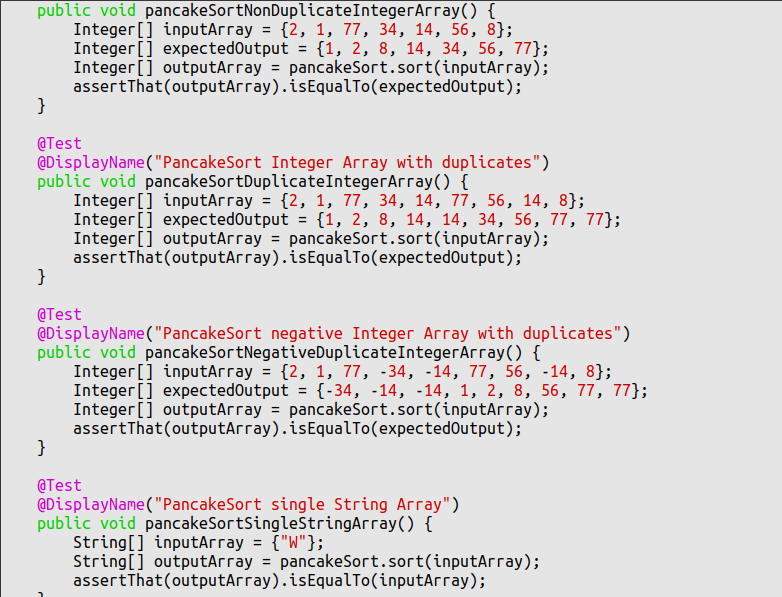 public void pancakeSortNonDuplicateIntegerArray() {
Integer[] inputArray = {2, 1, 77, 34, 14, 56, 8};
Integer[] expectedOutput = {1, 2, 8, 14, 34, 56, 77};
Integer[] outputArray = pancakeSort.sort(inputArray);
assertThat(outputArray).isEqualTo(expectedOutput);
}
@Test
@DisplayName("PancakeSort Integer Array with duplicates")
public void pancakeSortDuplicateIntegerArray() {
Integer[] inputArray = {2, 1, 77, 34, 14, 77, 56, 14, 8};
Integer[] expectedOutput = {1, 2, 8, 14, 14, 34, 56, 77, 77};
Integer[] outputArray = pancakeSort.sort(inputArray);
assertThat(outputArray).isEqualTo(expectedOutput);
}
@Test
@DisplayName("PancakeSort negative Integer Array with duplicates")
public void pancakeSortNegativeDuplicateIntegerArray() {
Integer[] inputArray = {2, 1, 77, -34, -14, 77, 56, -14, 8};
Integer[] expectedOutput = {-34, -14, -14, 1, 2, 8, 56, 77, 77};
Integer[] outputArray = pancakeSort.sort(inputArray);
assertThat(outputArray).isEqualTo(expectedOutput);
}
@Test
@DisplayName("PancakeSort single String Array")
public void pancakeSortSingleStringArray() {
String[] inputArray = {"W"};
String[] outputArray = pancakeSort.sort(inputArray);
assertThat(outputArray).isEqualTo(inputArray);
}